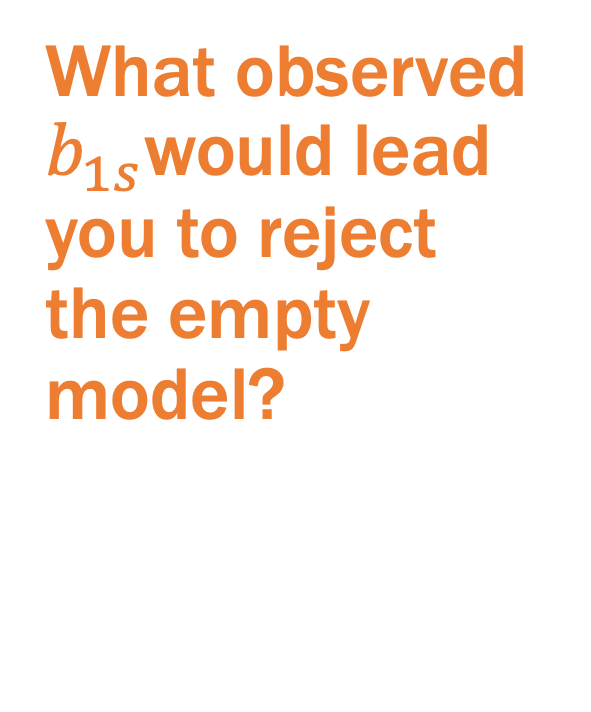 What observed
b₁ₛ would lead
you to reject
the empty
model?